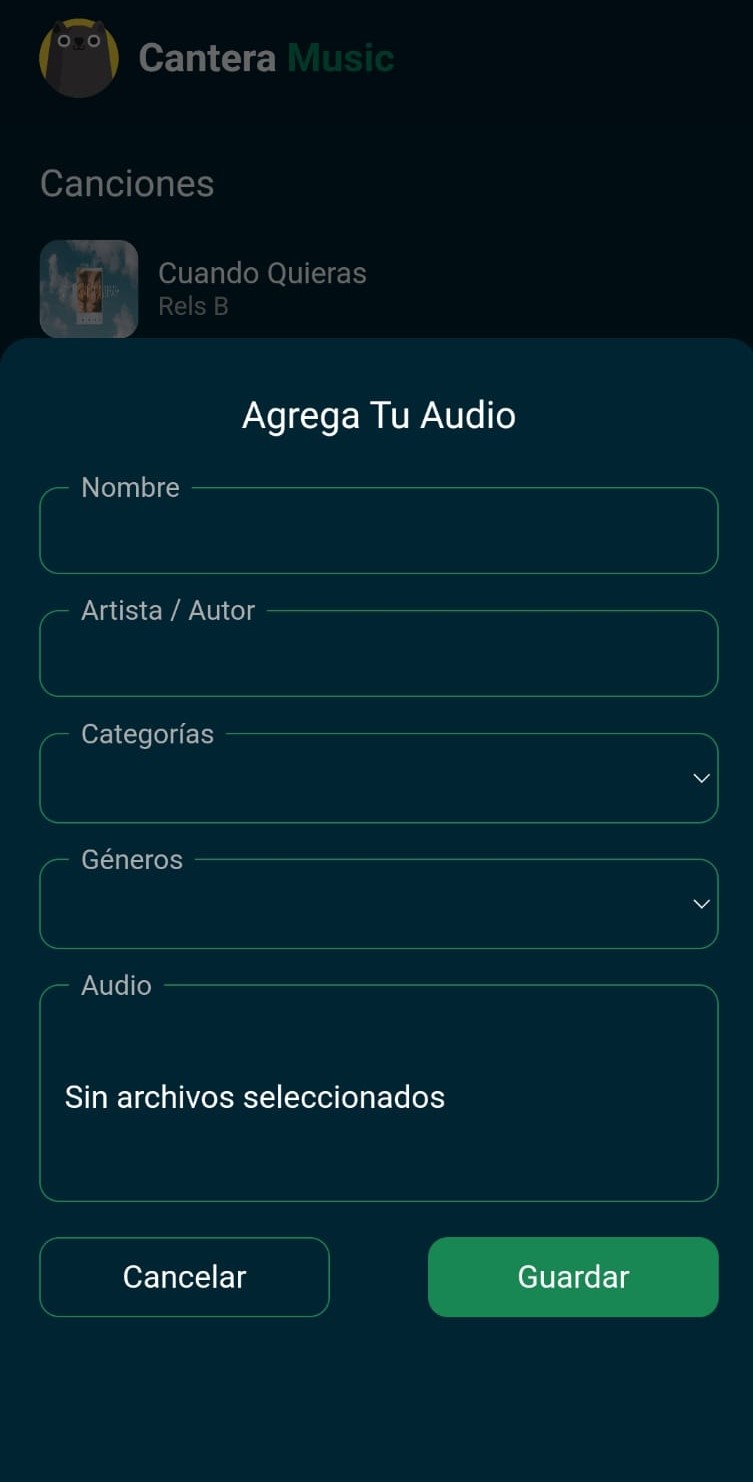 Cantera Music
Canciones
Cuando Quieras
Rels B
Agrega Tu Audio
Nombre
Artista / Autor
Categorías
Géneros
Audio
Sin archivos seleccionados
Cancelar
Guardar